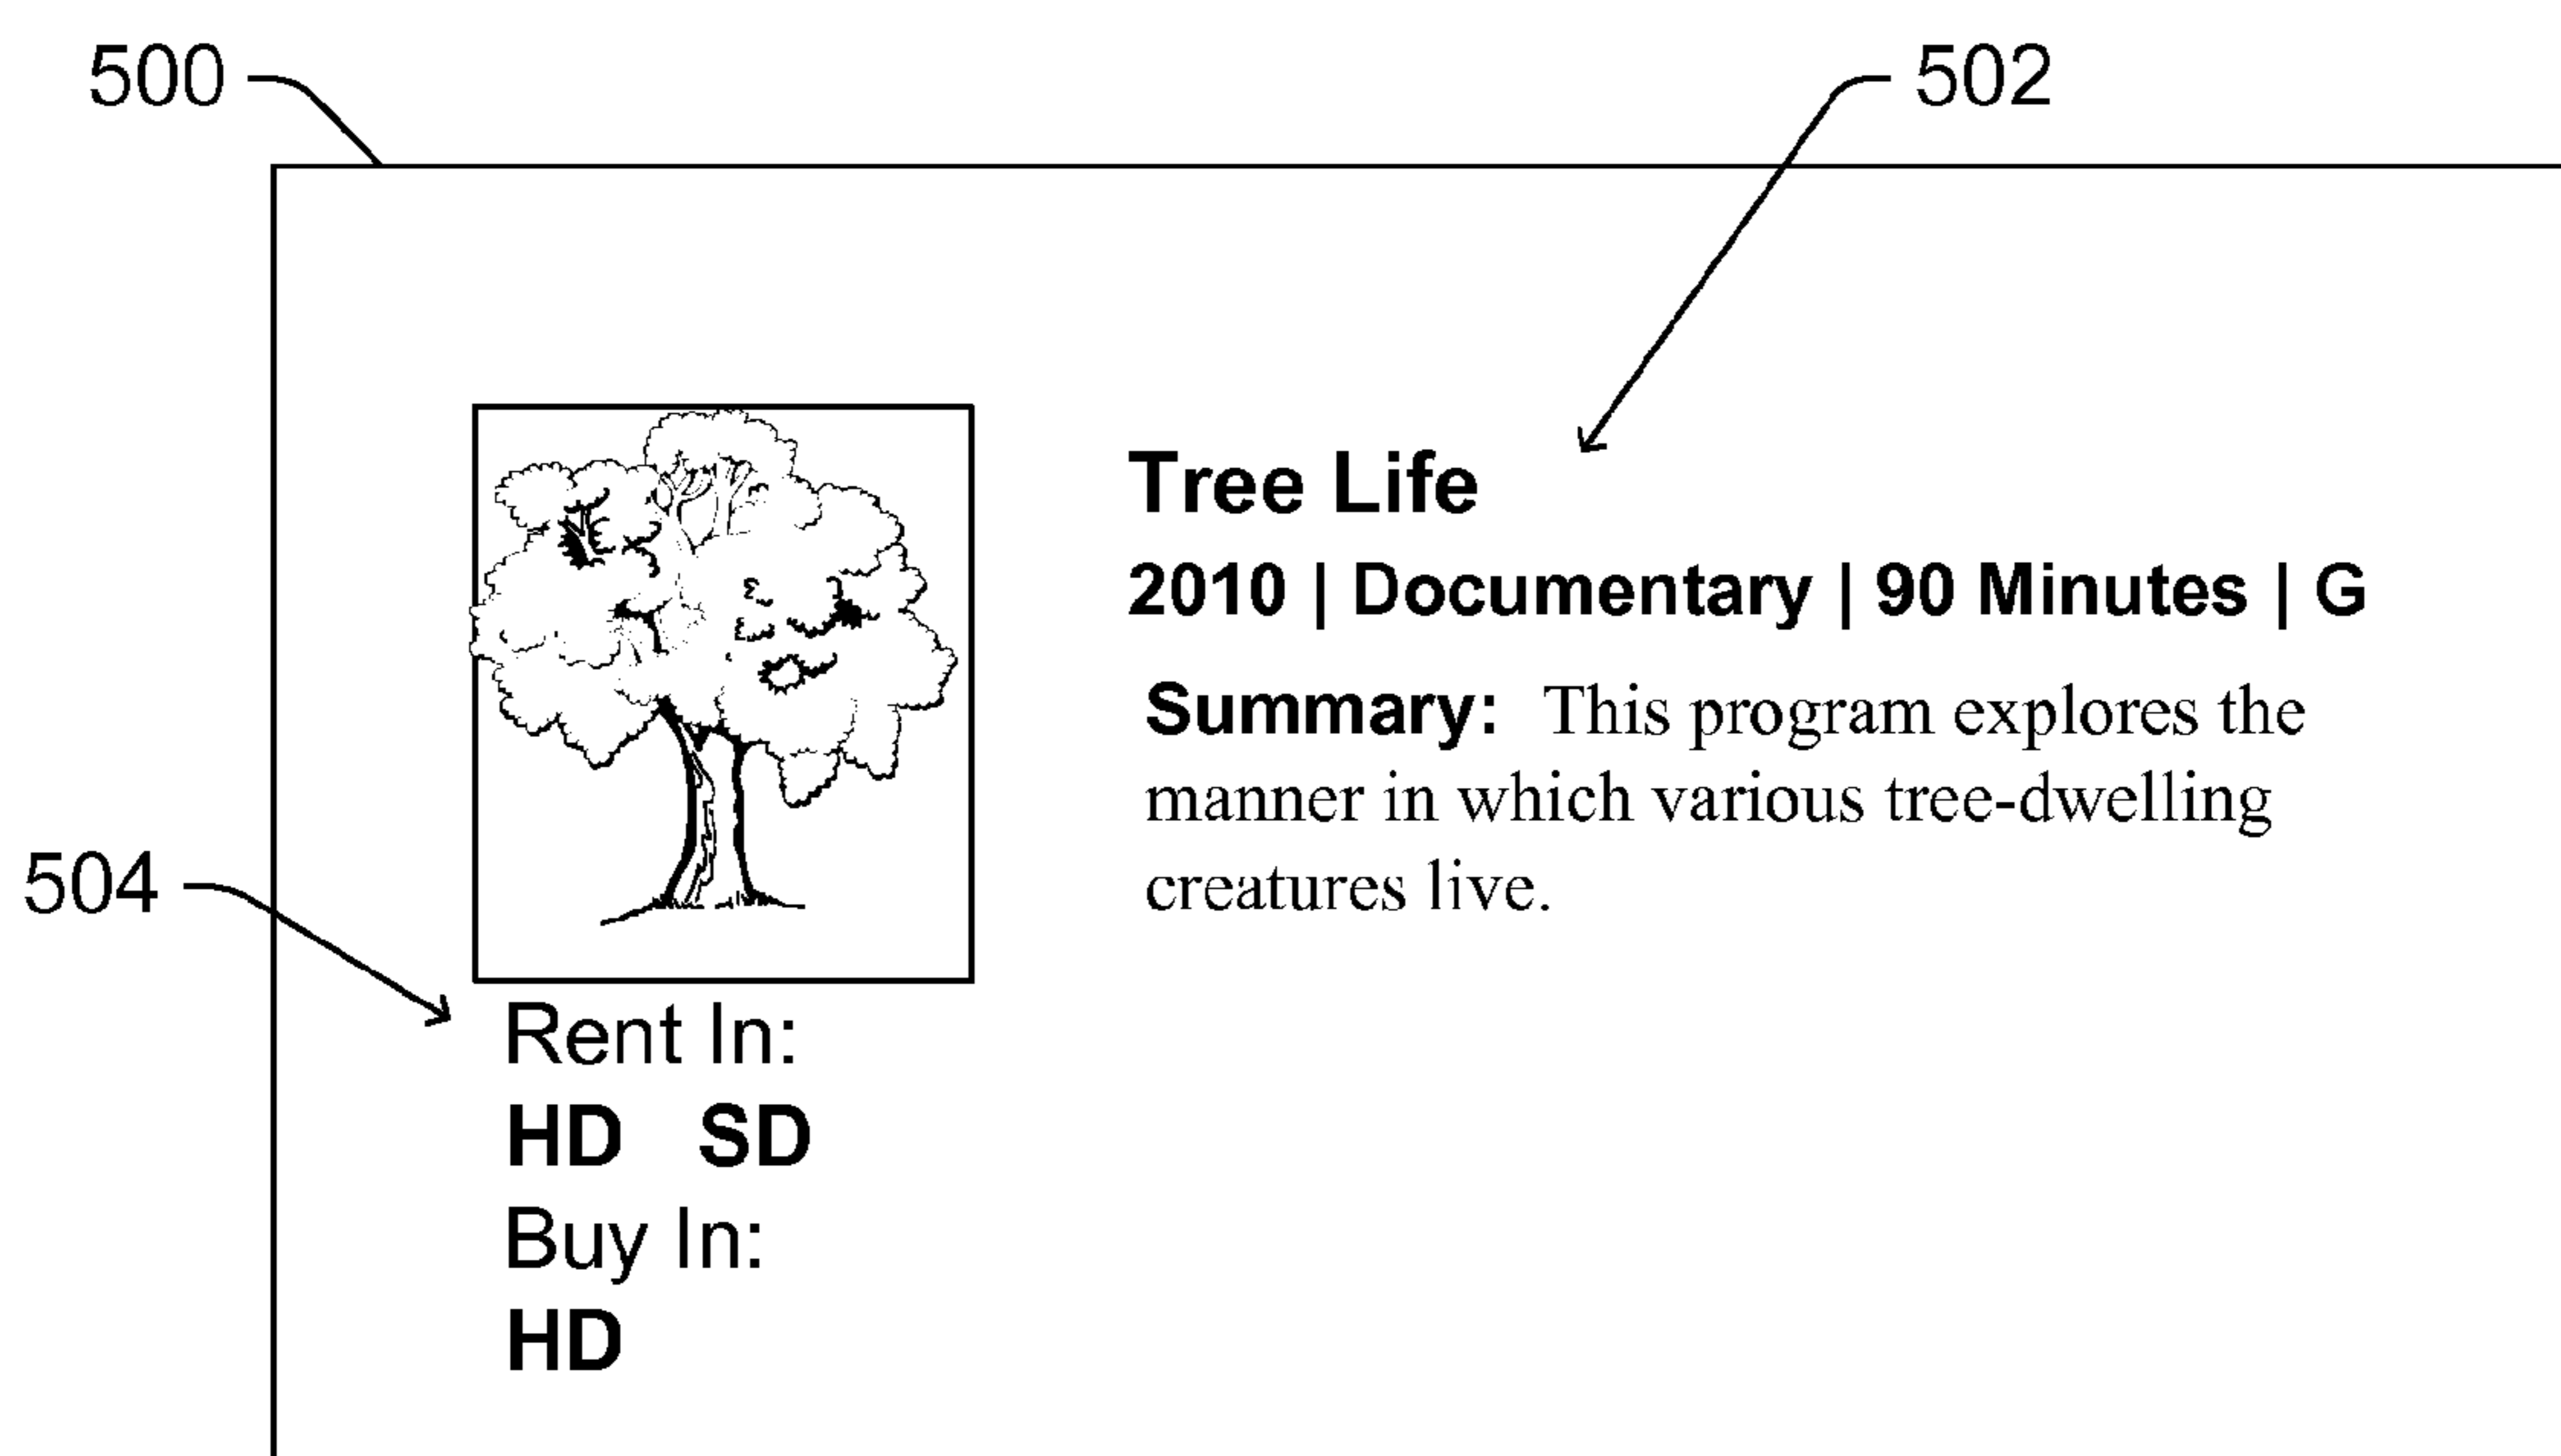 500
502
Tree Life
2010 | Documentary | 90 Minutes | G
Summary: This program explores the
manner in which various tree-dwelling
creatures live.
504
Rent In:
HD SD
Buy In:
HD